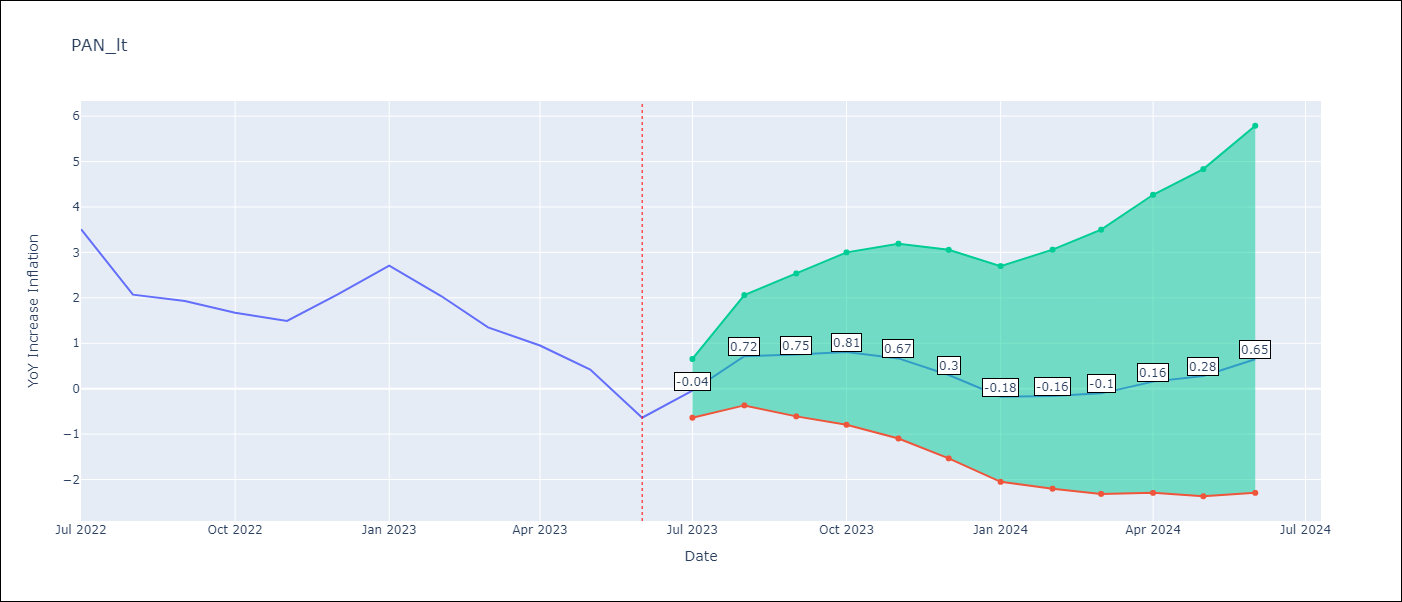 PAN_lt
YoY Increase Inflation
6
5
4
3
2
1
0
−1
−2
-0.04
0.72
0.75
0.81
0.67
0.3
-0.18
-0.16
-0.1
0.16
0.28
0.65
Jul 2022
Oct 2022
Jan 2023
Apr 2023
Jul 2023
Oct 2023
Jan 2024
Apr 2024
Jul 2024
Date